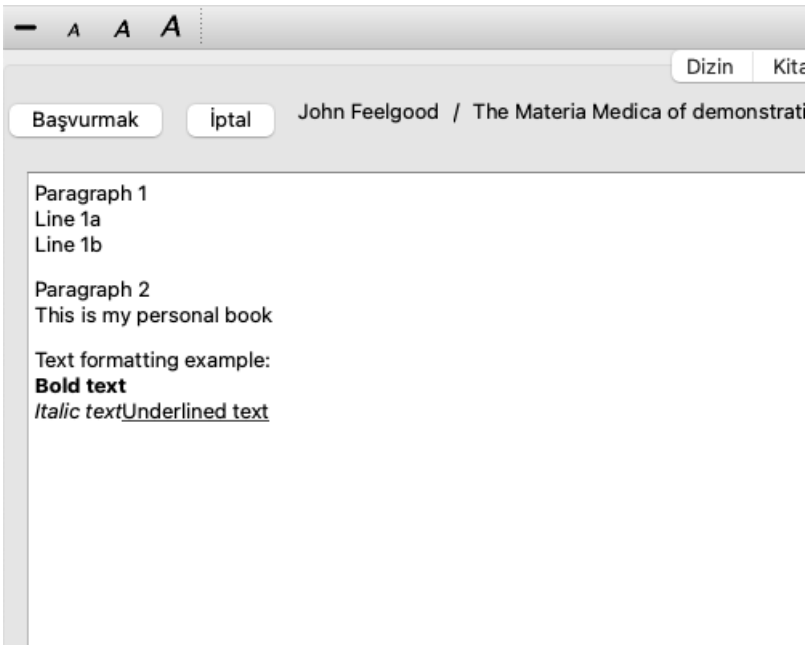 A A A
Dizin
Başvurmak İptal John Feelgood / The Materia Medica of
Paragraph 1
Line 1a
Line 1b
Paragraph 2
This is my personal book
Text formatting example:
Bold text
Italic textUnderlined text